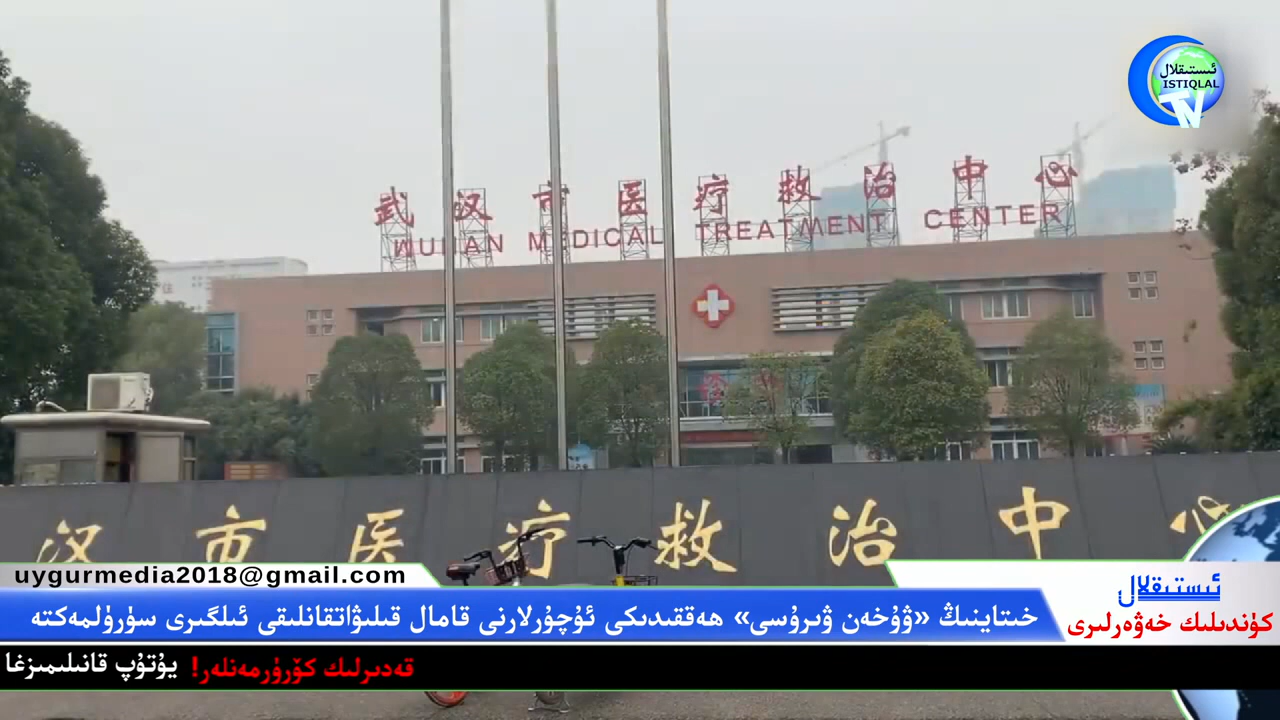 ئىستىقلال
ISTIQLAL
TV
武汉市医疗救治中心
WUHAN MEDICAL TREATMENT CENTER
汉市医疗救治中心
uygurmedia2018@gmail.com
ئىستىقلال
خىتاينىڭ «ۋۇخەن ۋىرۇسى» ھەققىدىكى ئۇچۇرلارنى قامال قىلىۋاتقانلىقى ئىلگىرى سۈرۈلمەكتە
كۈندىلىك خەۋەرلىرى
قەدىرلىك كۆرۈرمەنلەر! يۇتۇپ قانىلىمىزغا